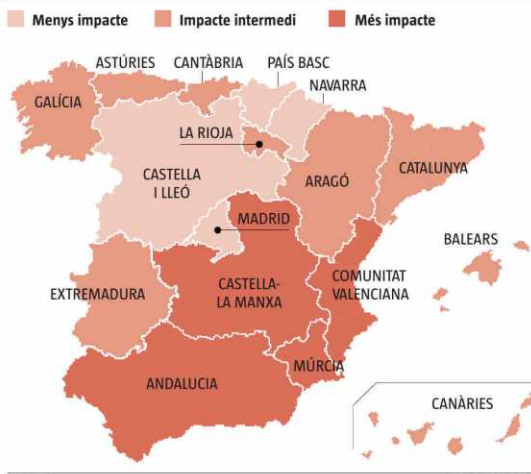 Menys impacte
Impacte intermedi
Més impacte
ASTÚRIES
CANTÀBRIA
PAÍS BASC
NAVARRA
GALÍCIA
LA RIOJA
CASTELLA
I LLEÓ
ARAGÓ
CATALUNYA
MADRID
BALEARS
EXTREMADURA
CASTELLA-
LA MANXA
COMUNITAT
VALENCIANA
MÚRCIA
ANDALUCIA
CANÀRIES